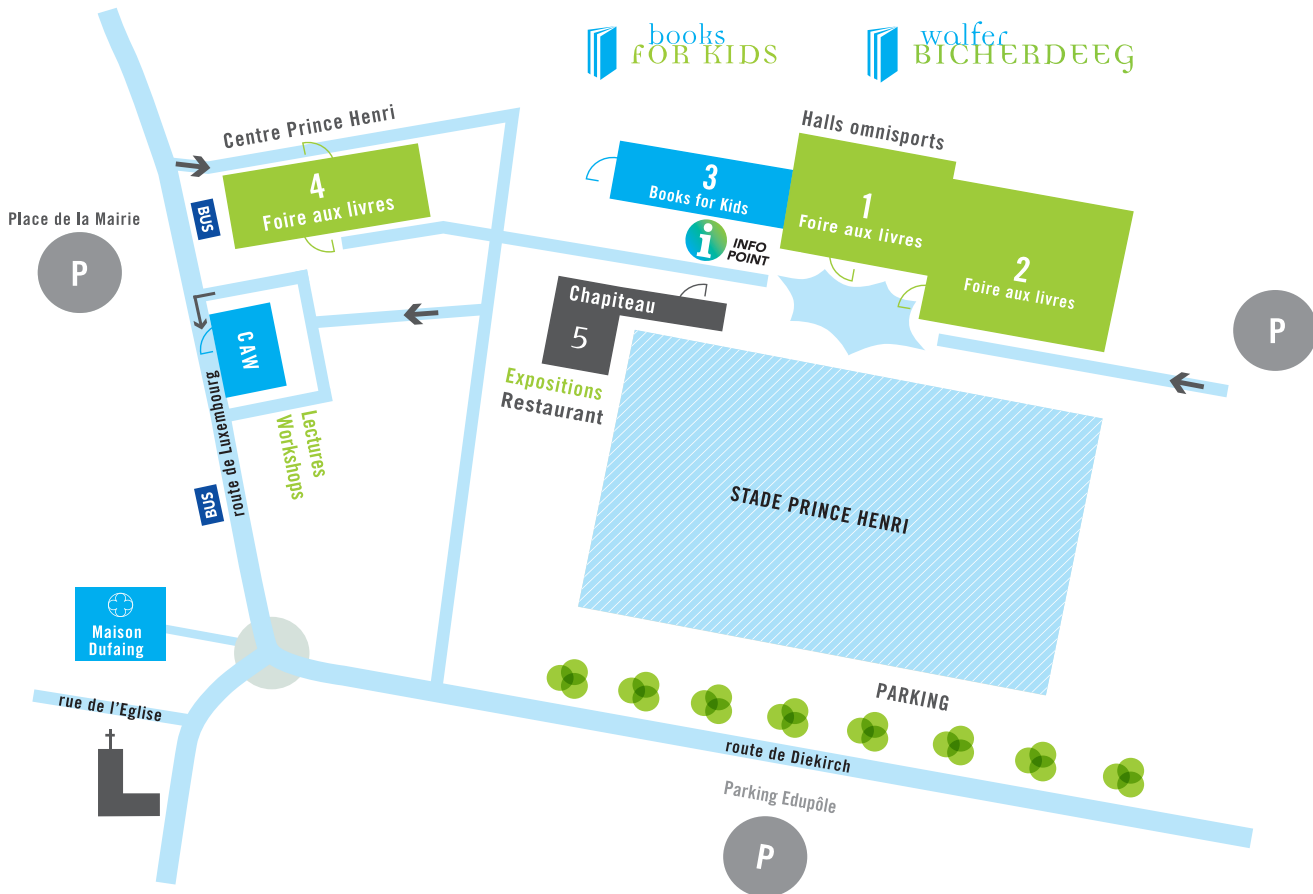 books
FOR KIDS
walfer
BICHERDEEG
Centre Prince Henri
Halls omnisports
4
Foire aux livres
3
Books for Kids
1
Foire aux livres
2
Foire aux livres
BUS
Place de la Mairie
P
i
INFO
POINT
Chapiteau
5
Expositions
Restaurant
P
CAW
route de Luxembourg
Lectures
Workshops
BUS
STADE PRINCE HENRI
Maison
Dufaing
rue de l'Eglise
PARKING
route de Diekirch
Parking Edupôle
P